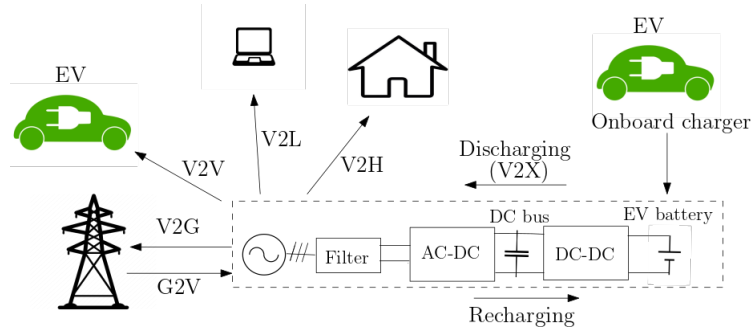 EV
EV
Onboard charger
V2L
V2H
V2V
Discharging
(V2X)
V2G
G2V
DC bus
EV battery
Filter
AC-DC
DC-DC
Recharging